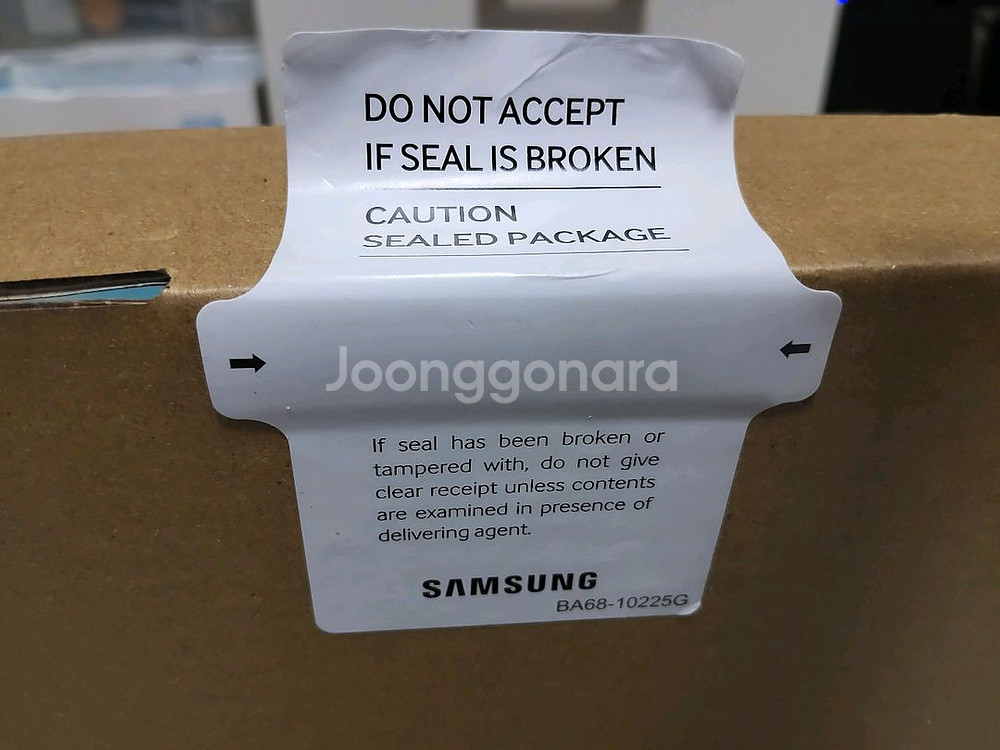 DO NOT ACCEPT
IF SEAL IS BROKEN
CAUTION
SEALED PACKAGE
Joonggonara
If seal has been broken or
tampered with, do not give
clear receipt unless contents
are examined in presence of
delivering agent.
SAMSUNG
BA68-10225G